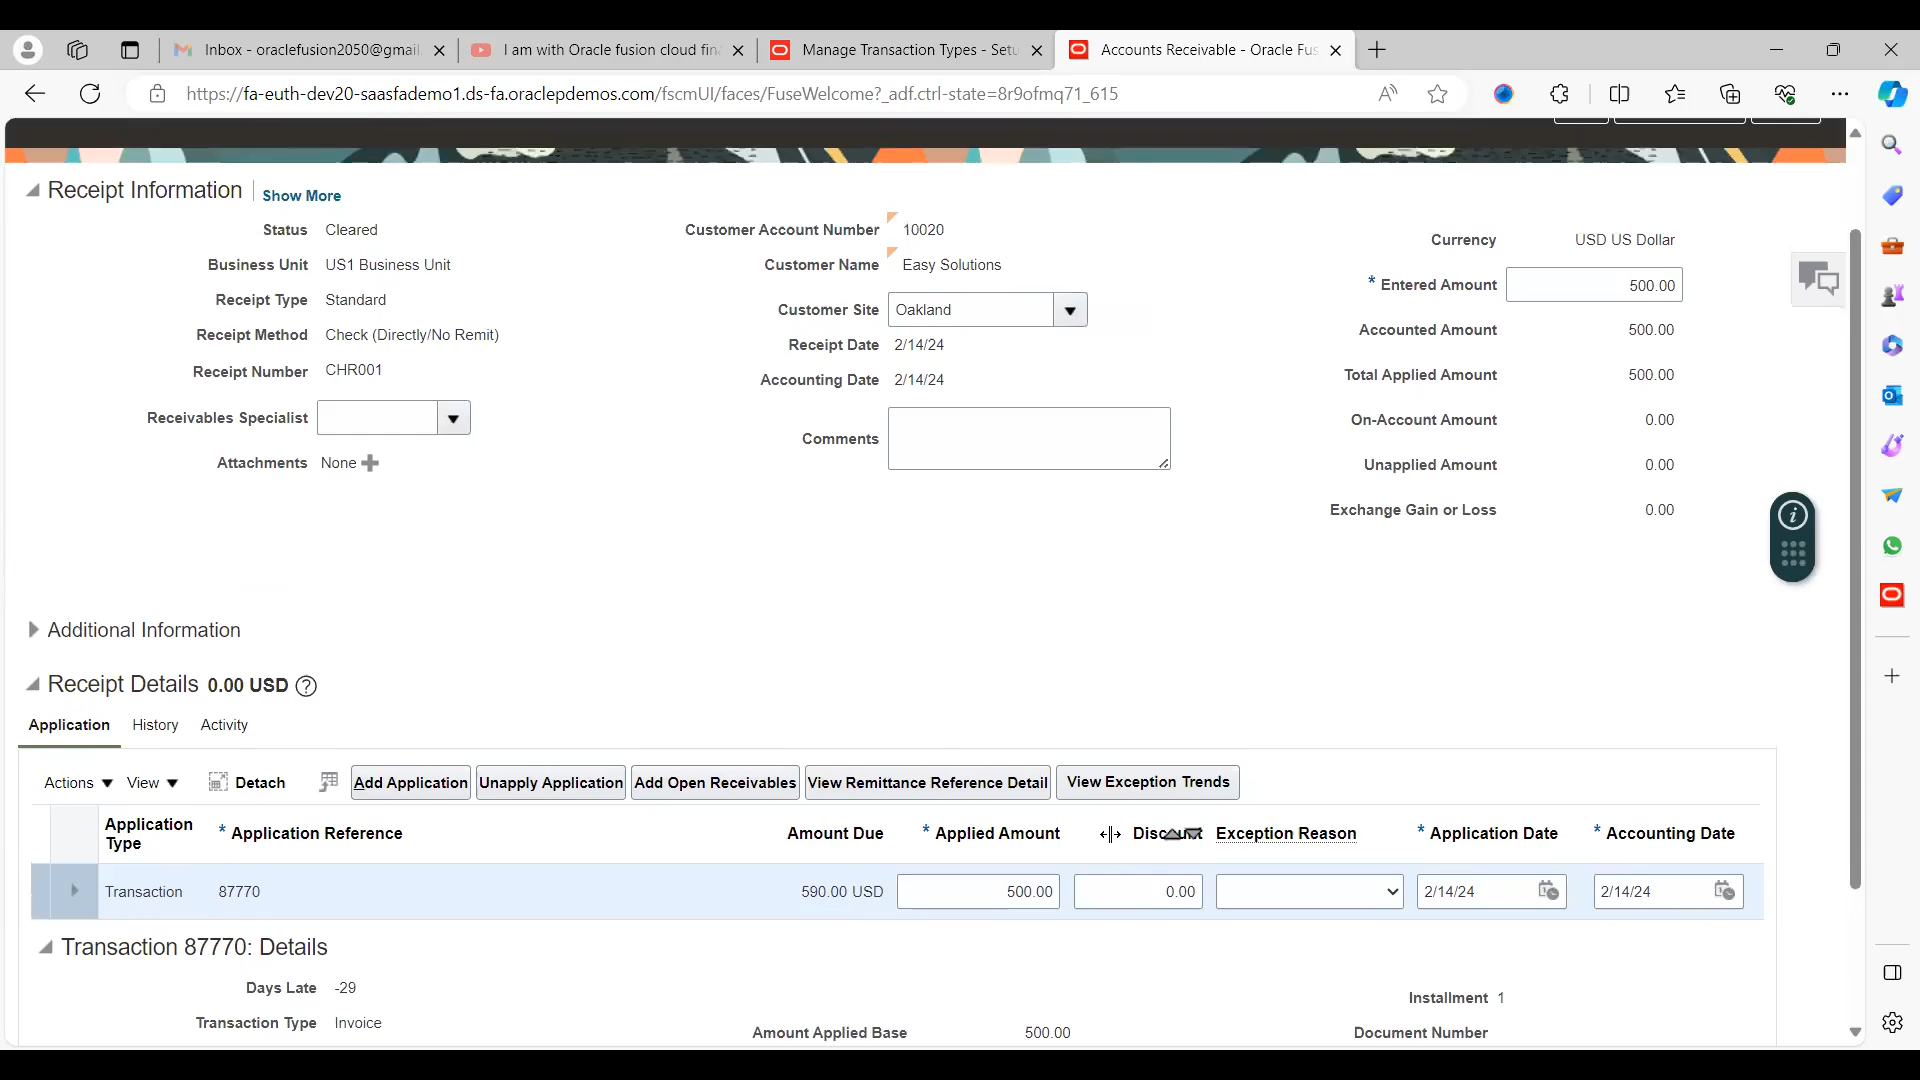 Inbox - oraclefusion2050@gmail.
I am with Oracle fusion cloud fin
Manage Transaction Types - Setu
Accounts Receivable - Oracle Fus
https://fa-euth-dev20-saasfademo1.ds-fa.oraclepdemos.com/fscmUI/faces/FuseWelcome?_adf.ctrl-state=8r9ofmq71_615
Receipt Information Show More
Status Cleared
Business Unit US1 Business Unit
Receipt Type Standard
Receipt Method Check (Directly/No Remit)
Receipt Number CHR001
Receivables Specialist
Attachments None
Customer Account Number 10020
Customer Name Easy Solutions
Customer Site Oakland
Receipt Date 2/14/24
Accounting Date 2/14/24
Comments
Currency USD US Dollar
* Entered Amount 500.00
Accounted Amount 500.00
Total Applied Amount 500.00
On-Account Amount 0.00
Unapplied Amount 0.00
Exchange Gain or Loss 0.00
Additional Information
Receipt Details 0.00 USD ?
Application History Activity
Actions View Detach Add Application Unapply Application Add Open Receivables View Remittance Reference Detail View Exception Trends
Application Type * Application Reference Amount Due * Applied Amount Discount Exception Reason * Application Date * Accounting Date
Transaction 87770 590.00 USD 500.00 0.00 2/14/24 2/14/24
Transaction 87770: Details
Days Late -29
Transaction Type Invoice
Amount Applied Base 500.00
Installment 1
Document Number